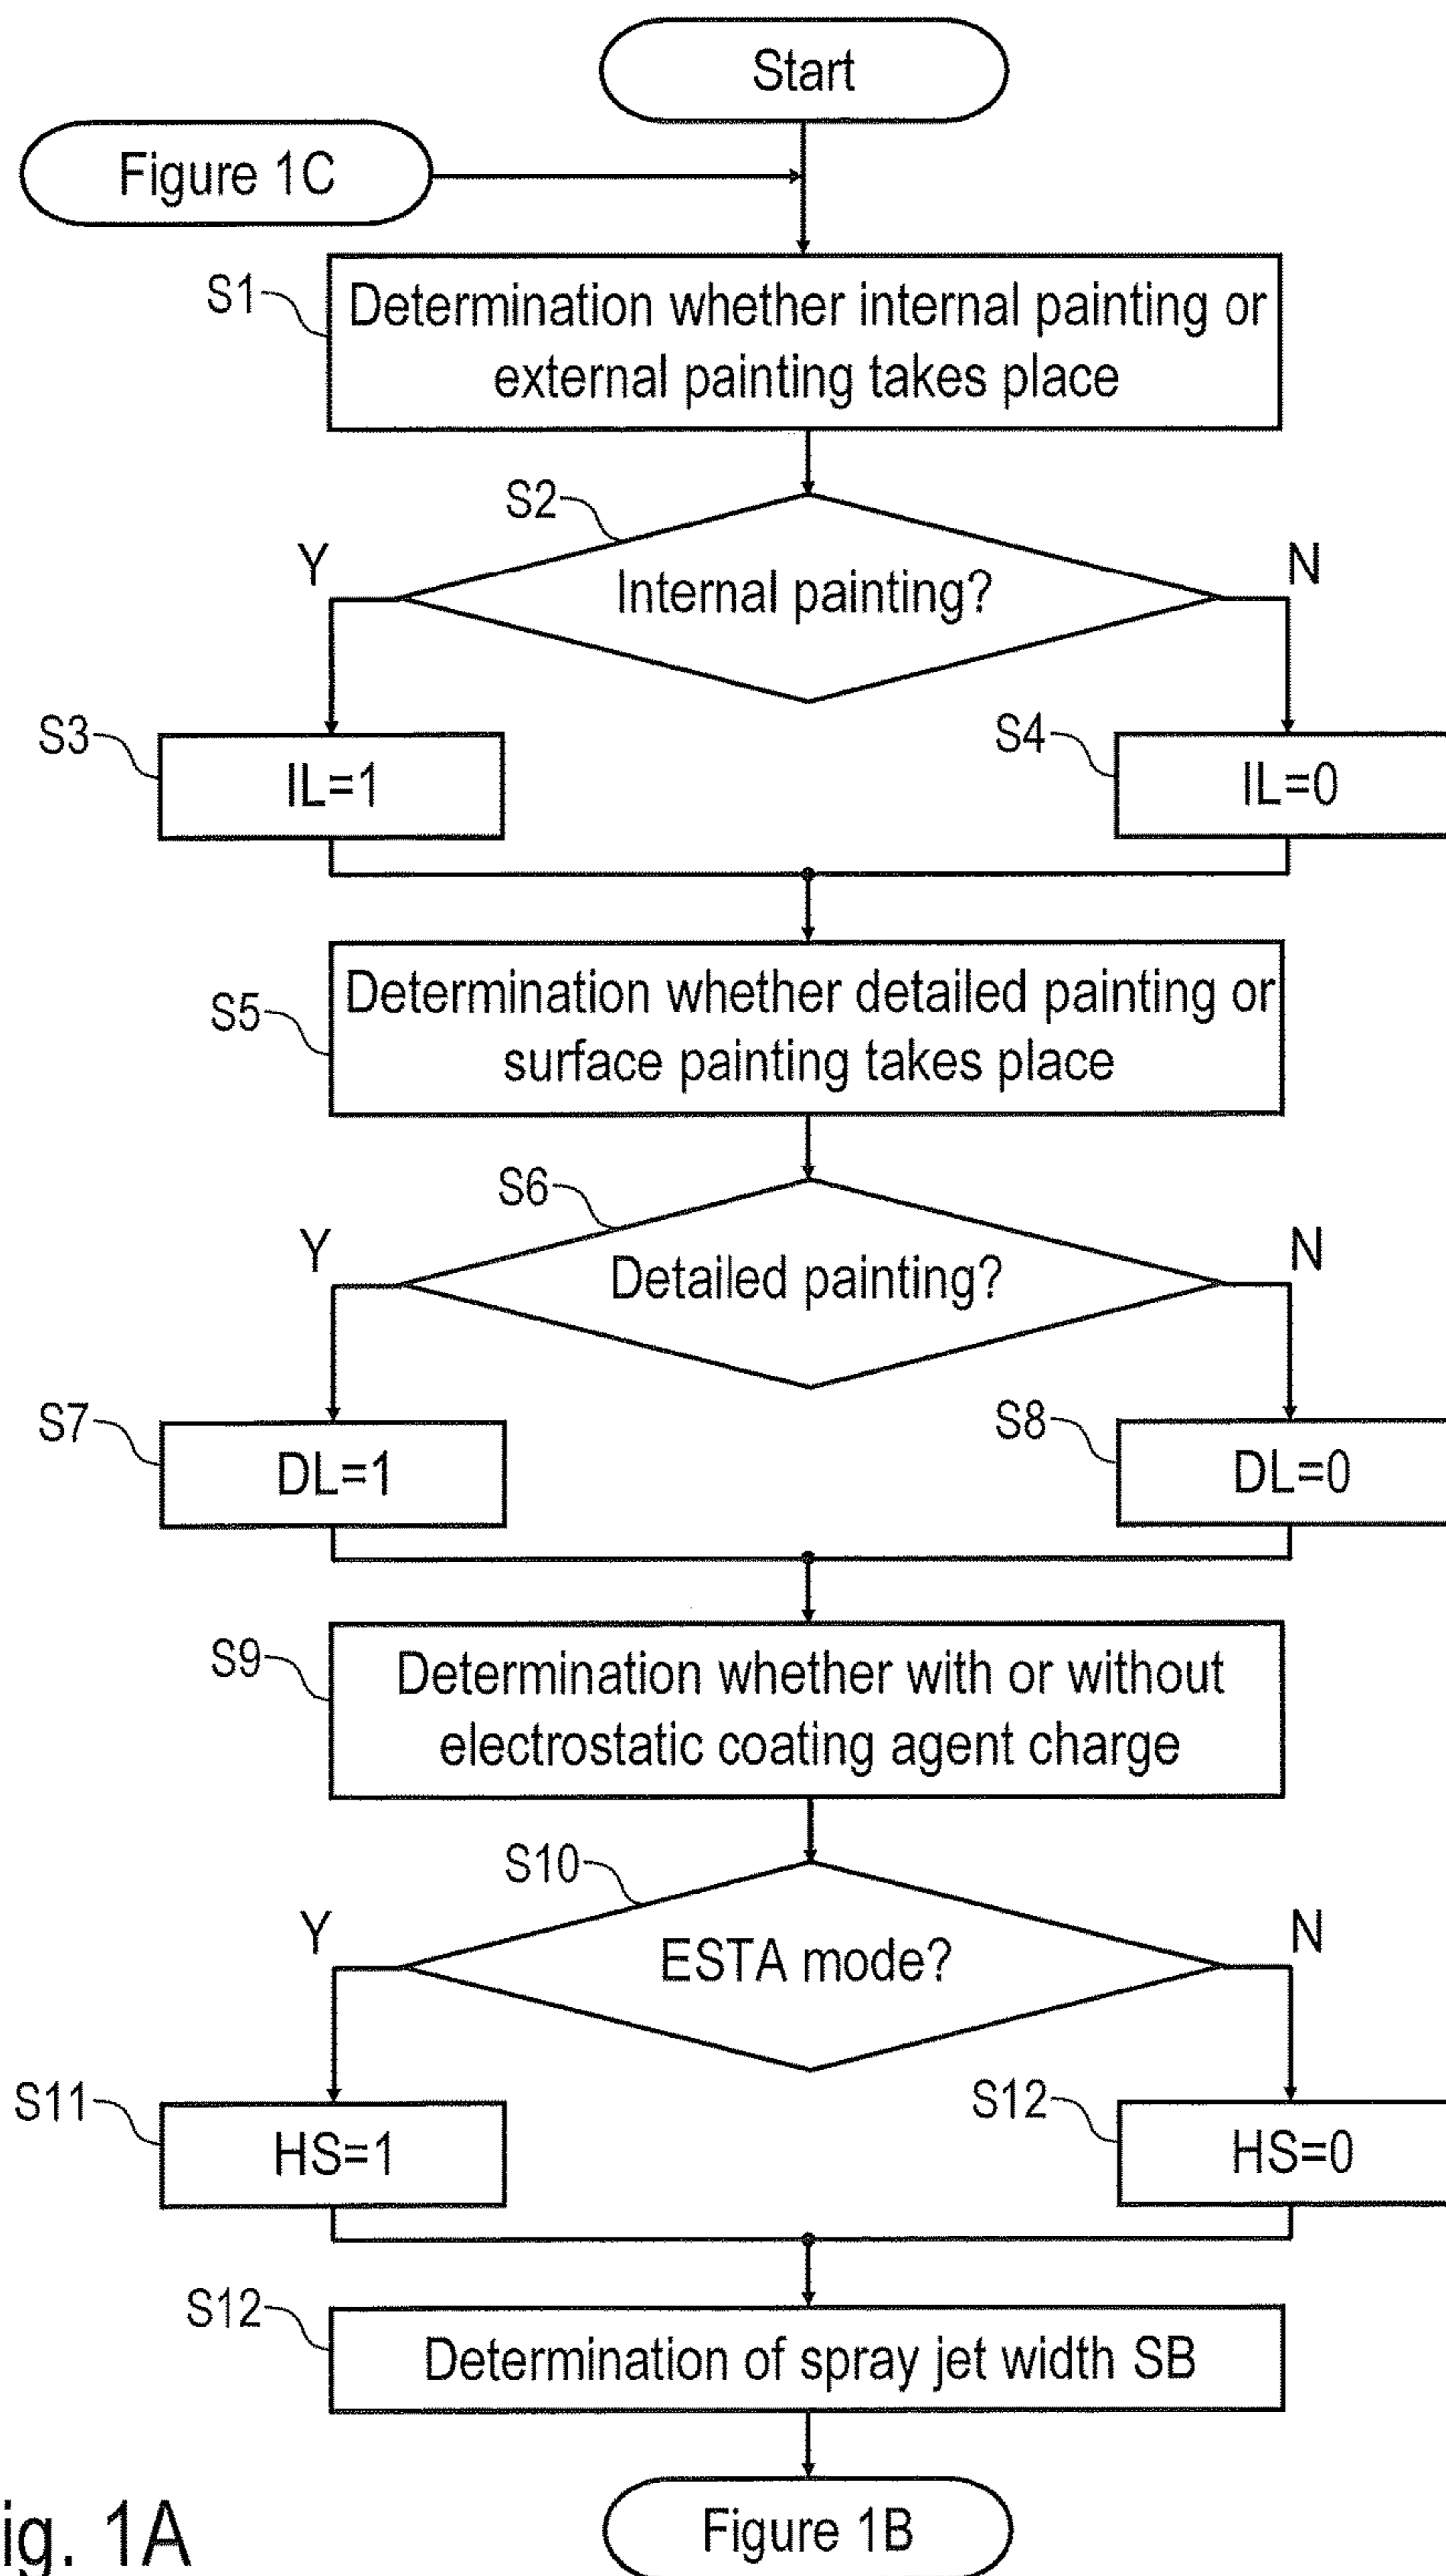 Start
Figure 1C
S1
Determination whether internal painting or
external painting takes place
S2
Y
Internal painting?
N
S3
IL=1
S4
IL=0
S5
Determination whether detailed painting or
surface painting takes place
S6
Y
Detailed painting?
N
S7
DL=1
S8
DL=0
S9
Determination whether with or without
electrostatic coating agent charge
S10
Y
ESTA mode?
N
S11
HS=1
S12
HS=0
S12
Determination of spray jet width SB
Figure 1B
ig. 1A